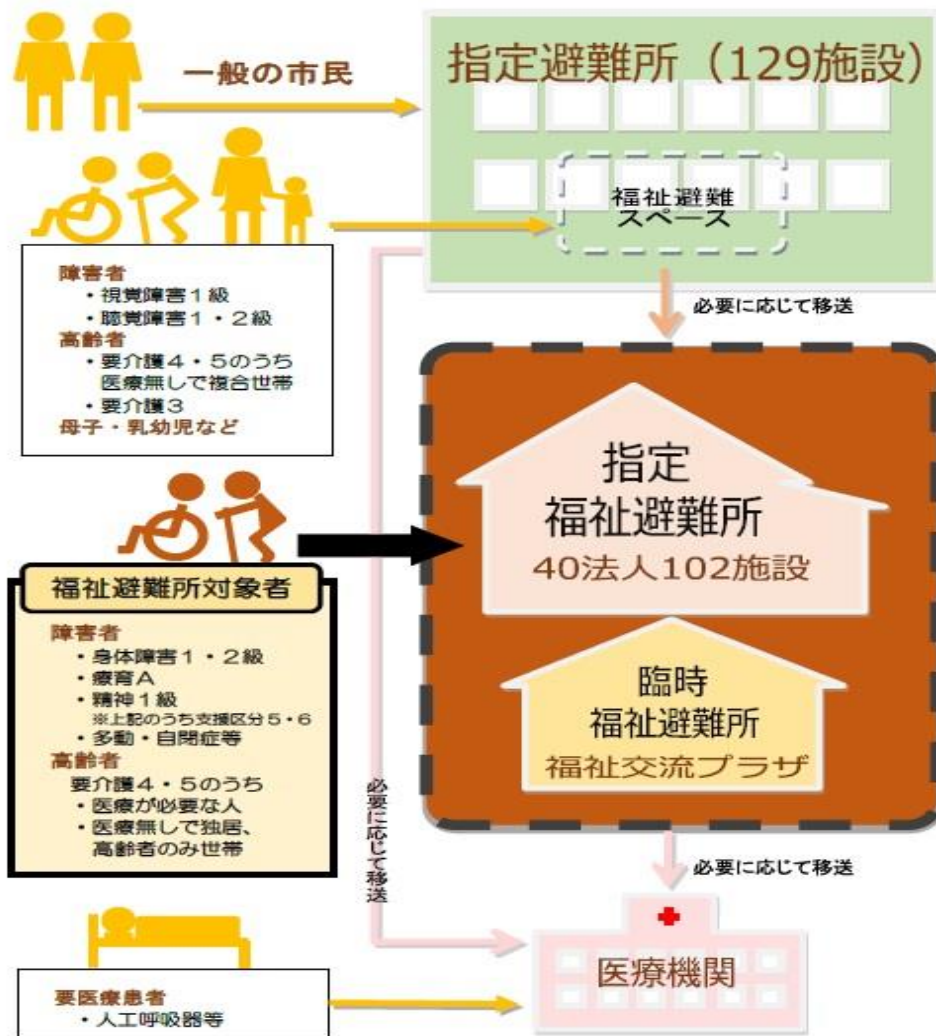 一般の市民
指定避難所（129施設）
福祉避難
スペース
障害者
・視覚障害1級
・聴覚障害1・2級
高齢者
・要介護4・5のうち
医療無しで複合世帯
・要介護3
母子・乳幼児など
必要に応じて移送
指定
福祉避難所
40法人102施設
臨時
福祉避難所
福祉交流プラザ
福祉避難所対象者
障害者
・身体障害1・2級
・療育A
・精神1級
※上記のうち支援区分5・6
・多動・自閉症等
高齢者
要介護4・5のうち
・医療が必要な人
・医療無しで独居、
高齢者のみ世帯
必要に応じて移送
必要に応じて移送
医療機関
要医療患者
・人工呼吸器等